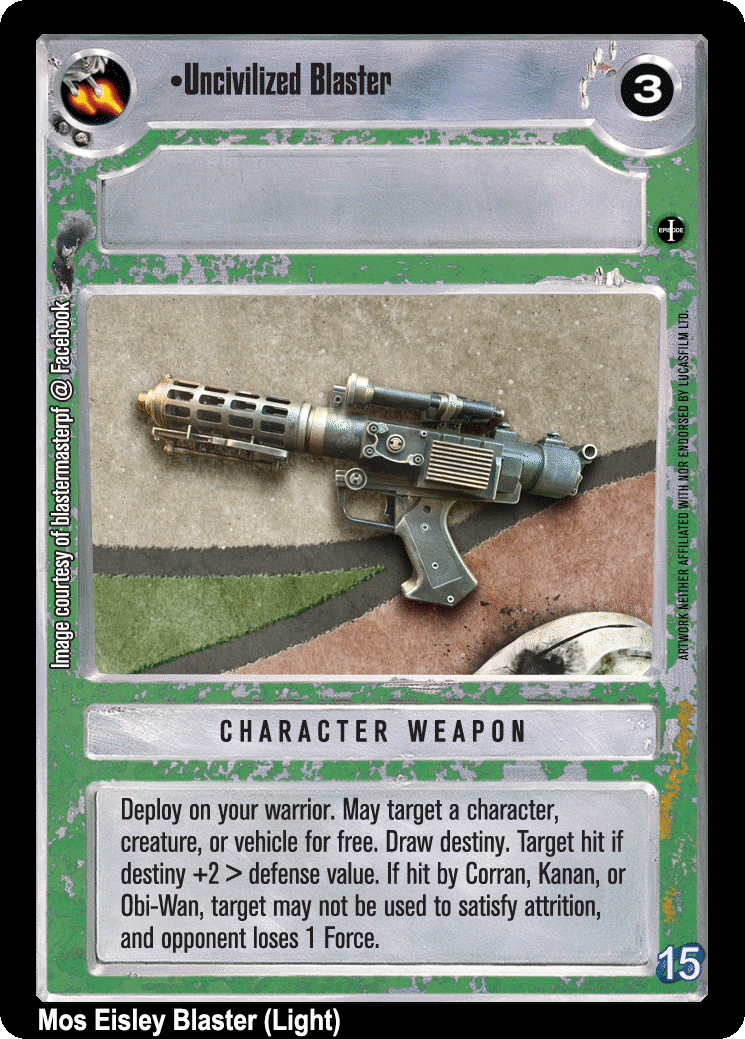 •Uncivilized Blaster
3
EPISODE
I
Image courtesy of blastermasterpf @ Facebook
ARTWORK NEITHER AFFILIATED WITH NOR ENDORSED BY LUCASFILM LTD.
CHARACTER WEAPON
Deploy on your warrior. May target a character,
creature, or vehicle for free. Draw destiny. Target hit if
destiny +2 > defense value. If hit by Corran, Kanan, or
Obi-Wan, target may not be used to satisfy attrition,
and opponent loses 1 Force.
15
Mos Eisley Blaster (Light)